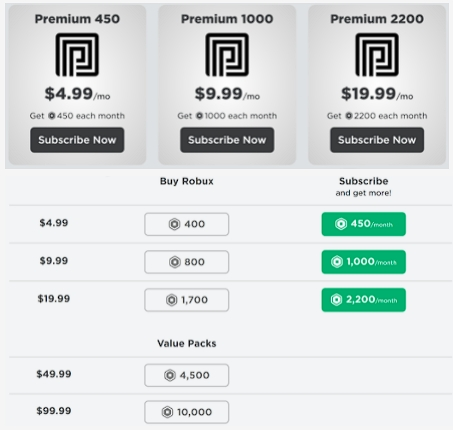 Premium 450
$4.99/mo
Get 450 each month
Subscribe Now
Premium 1000
$9.99/mo
Get 1000 each month
Subscribe Now
Premium 2200
$19.99/mo
Get 2200 each month
Subscribe Now
Buy Robux
Subscribe
and get more!
$4.99
400
450/month
$9.99
800
1,000/month
$19.99
1,700
2,200/month
Value Packs
$49.99
4,500
$99.99
10,000